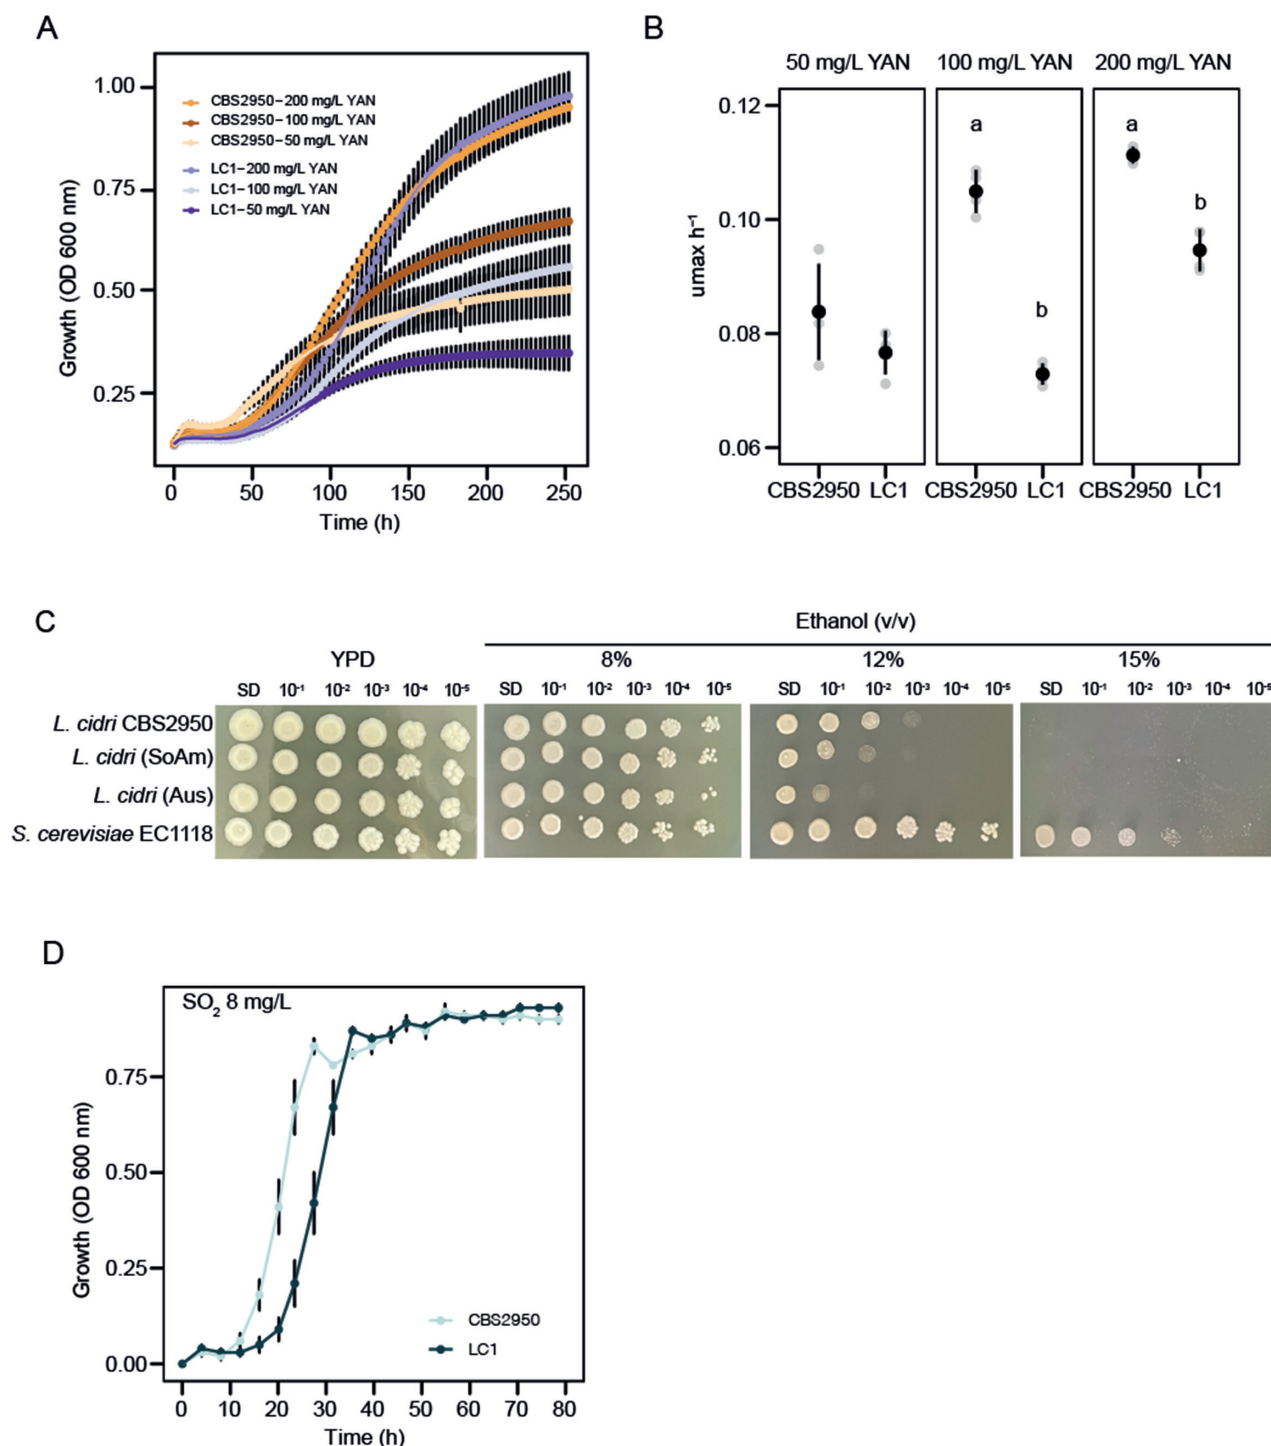 A
1.00
0.75
0.50
0.25
Growth (OD 600 nm)
CBS2950–200 mg/L YAN
CBS2950–100 mg/L YAN
CBS2950–50 mg/L YAN
LC1–200 mg/L YAN
LC1–100 mg/L YAN
LC1–50 mg/L YAN
0 50 100 150 200 250
Time (h)
B
50 mg/L YAN 100 mg/L YAN 200 mg/L YAN
0.12
0.10
0.08
0.06
umax h⁻¹
a
b
a
b
CBS2950 LC1 CBS2950 LC1 CBS2950 LC1
C
Ethanol (v/v)
YPD 8% 12% 15%
SD 10⁻¹ 10⁻² 10⁻³ 10⁻⁴ 10⁻⁵ SD 10⁻¹ 10⁻² 10⁻³ 10⁻⁴ 10⁻⁵ SD 10⁻¹ 10⁻² 10⁻³ 10⁻⁴ 10⁻⁵ SD 10⁻¹ 10⁻² 10⁻³ 10⁻⁴ 10⁻⁵
L. cidri CBS2950
L. cidri (SoAm)
L. cidri (Aus)
S. cerevisiae EC1118
D
SO₂ 8 mg/L
0.75
0.50
0.25
0.00
Growth (OD 600 nm)
CBS2950
LC1
0 10 20 30 40 50 60 70 80
Time (h)